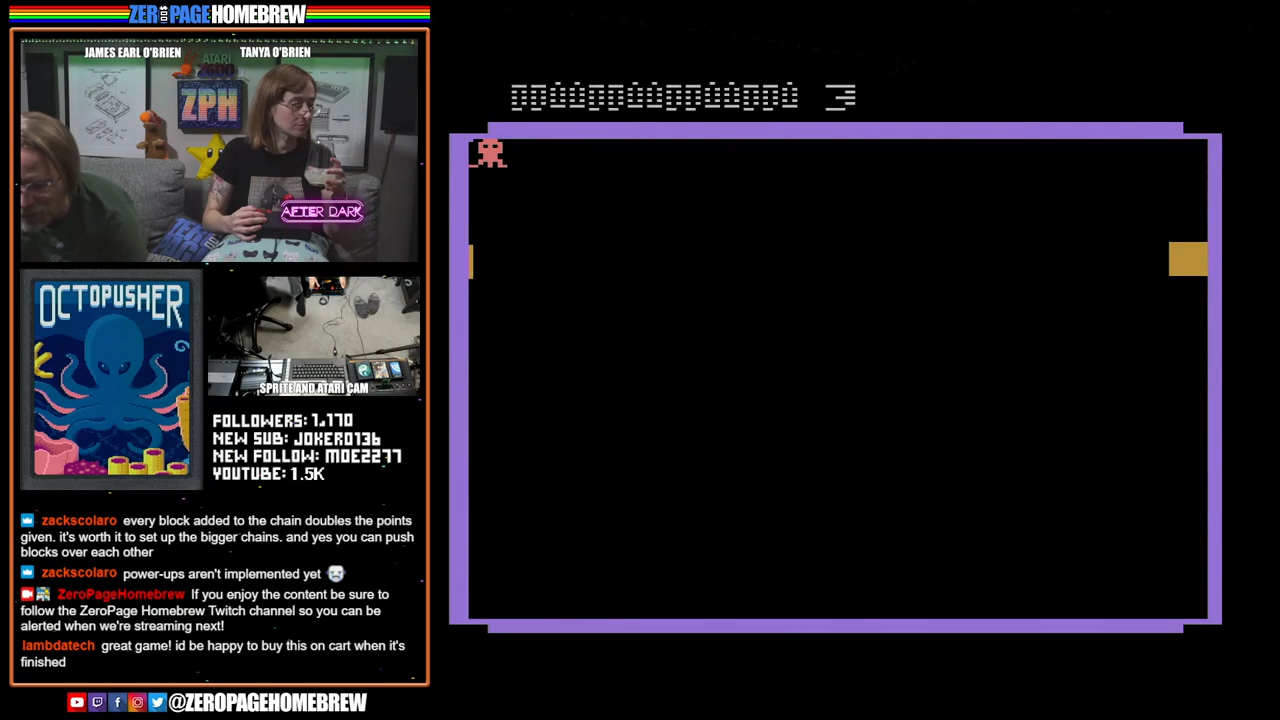 ZEROPAGE HOMEBREW
JAMES EARL O'BRIEN
TANYA O'BRIEN
ATARI
2600
ZPH
AFTER DARK
OCTOPUSHER
SPRITE AND ATARI CAM
FOLLOWERS: 1,170
NEW SUB: JOKER0136
NEW FOLLOW: MOE2277
YOUTUBE: 1.5K
zackscolaro every block added to the chain doubles the points
given. it's worth it to set up the bigger chains. and yes you can push
blocks over each other
zackscolaro power-ups aren't implemented yet
ZeroPageHomebrew If you enjoy the content be sure to
follow the ZeroPage Homebrew Twitch channel so you can be
alerted when we're streaming next!
lambdatech great game! id be happy to buy this on cart when it's
finished
@ZEROPAGEHOMEBREW
3